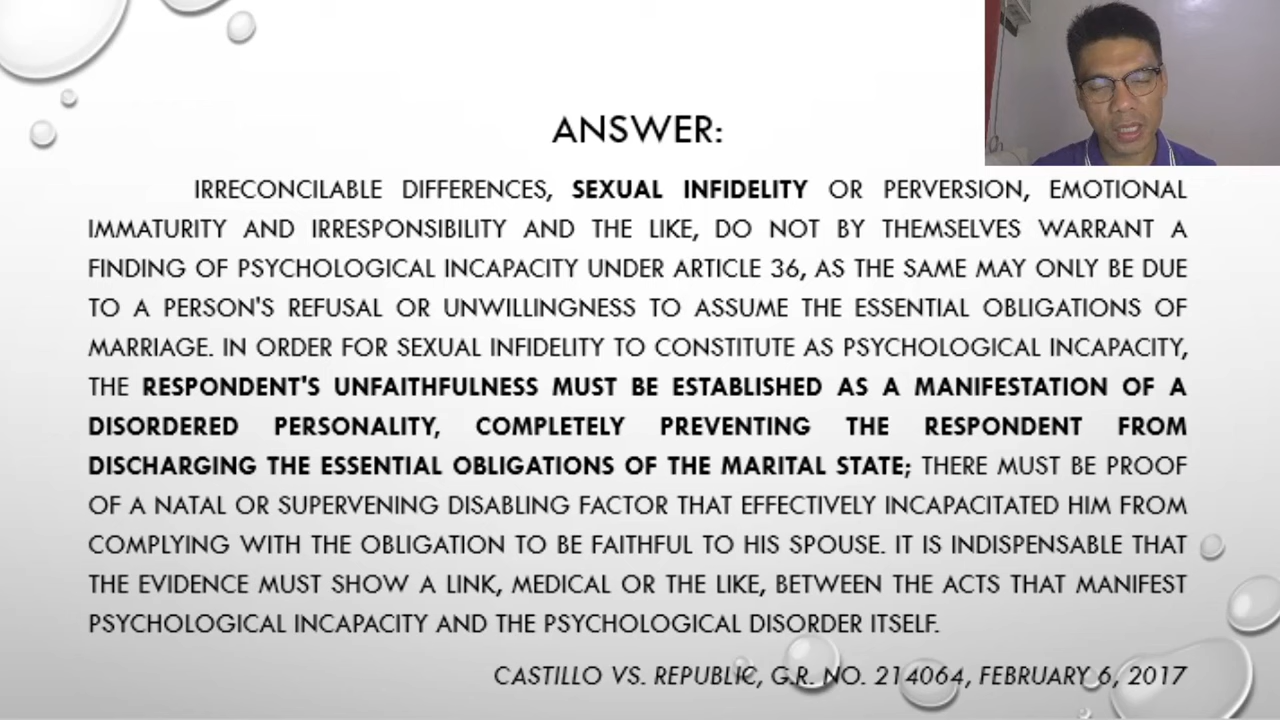 ANSWER:
IRRECONCILABLE DIFFERENCES, SEXUAL INFIDELITY OR PERVERSION, EMOTIONAL
IMMATURITY AND IRRESPONSIBILITY AND THE LIKE, DO NOT BY THEMSELVES WARRANT A
FINDING OF PSYCHOLOGICAL INCAPACITY UNDER ARTICLE 36, AS THE SAME MAY ONLY BE DUE
TO A PERSON'S REFUSAL OR UNWILLINGNESS TO ASSUME THE ESSENTIAL OBLIGATIONS OF
MARRIAGE. IN ORDER FOR SEXUAL INFIDELITY TO CONSTITUTE AS PSYCHOLOGICAL INCAPACITY,
THE RESPONDENT'S UNFAITHFULNESS MUST BE ESTABLISHED AS A MANIFESTATION OF A
DISORDERED PERSONALITY, COMPLETELY PREVENTING THE RESPONDENT FROM
DISCHARGING THE ESSENTIAL OBLIGATIONS OF THE MARITAL STATE; THERE MUST BE PROOF
OF A NATAL OR SUPERVENING DISABLING FACTOR THAT EFFECTIVELY INCAPACITATED HIM FROM
COMPLYING WITH THE OBLIGATION TO BE FAITHFUL TO HIS SPOUSE. IT IS INDISPENSABLE THAT
THE EVIDENCE MUST SHOW A LINK, MEDICAL OR THE LIKE, BETWEEN THE ACTS THAT MANIFEST
PSYCHOLOGICAL INCAPACITY AND THE PSYCHOLOGICAL DISORDER ITSELF.
CASTILLO VS. REPUBLIC, G.R. NO. 214064, FEBRUARY 6, 2017